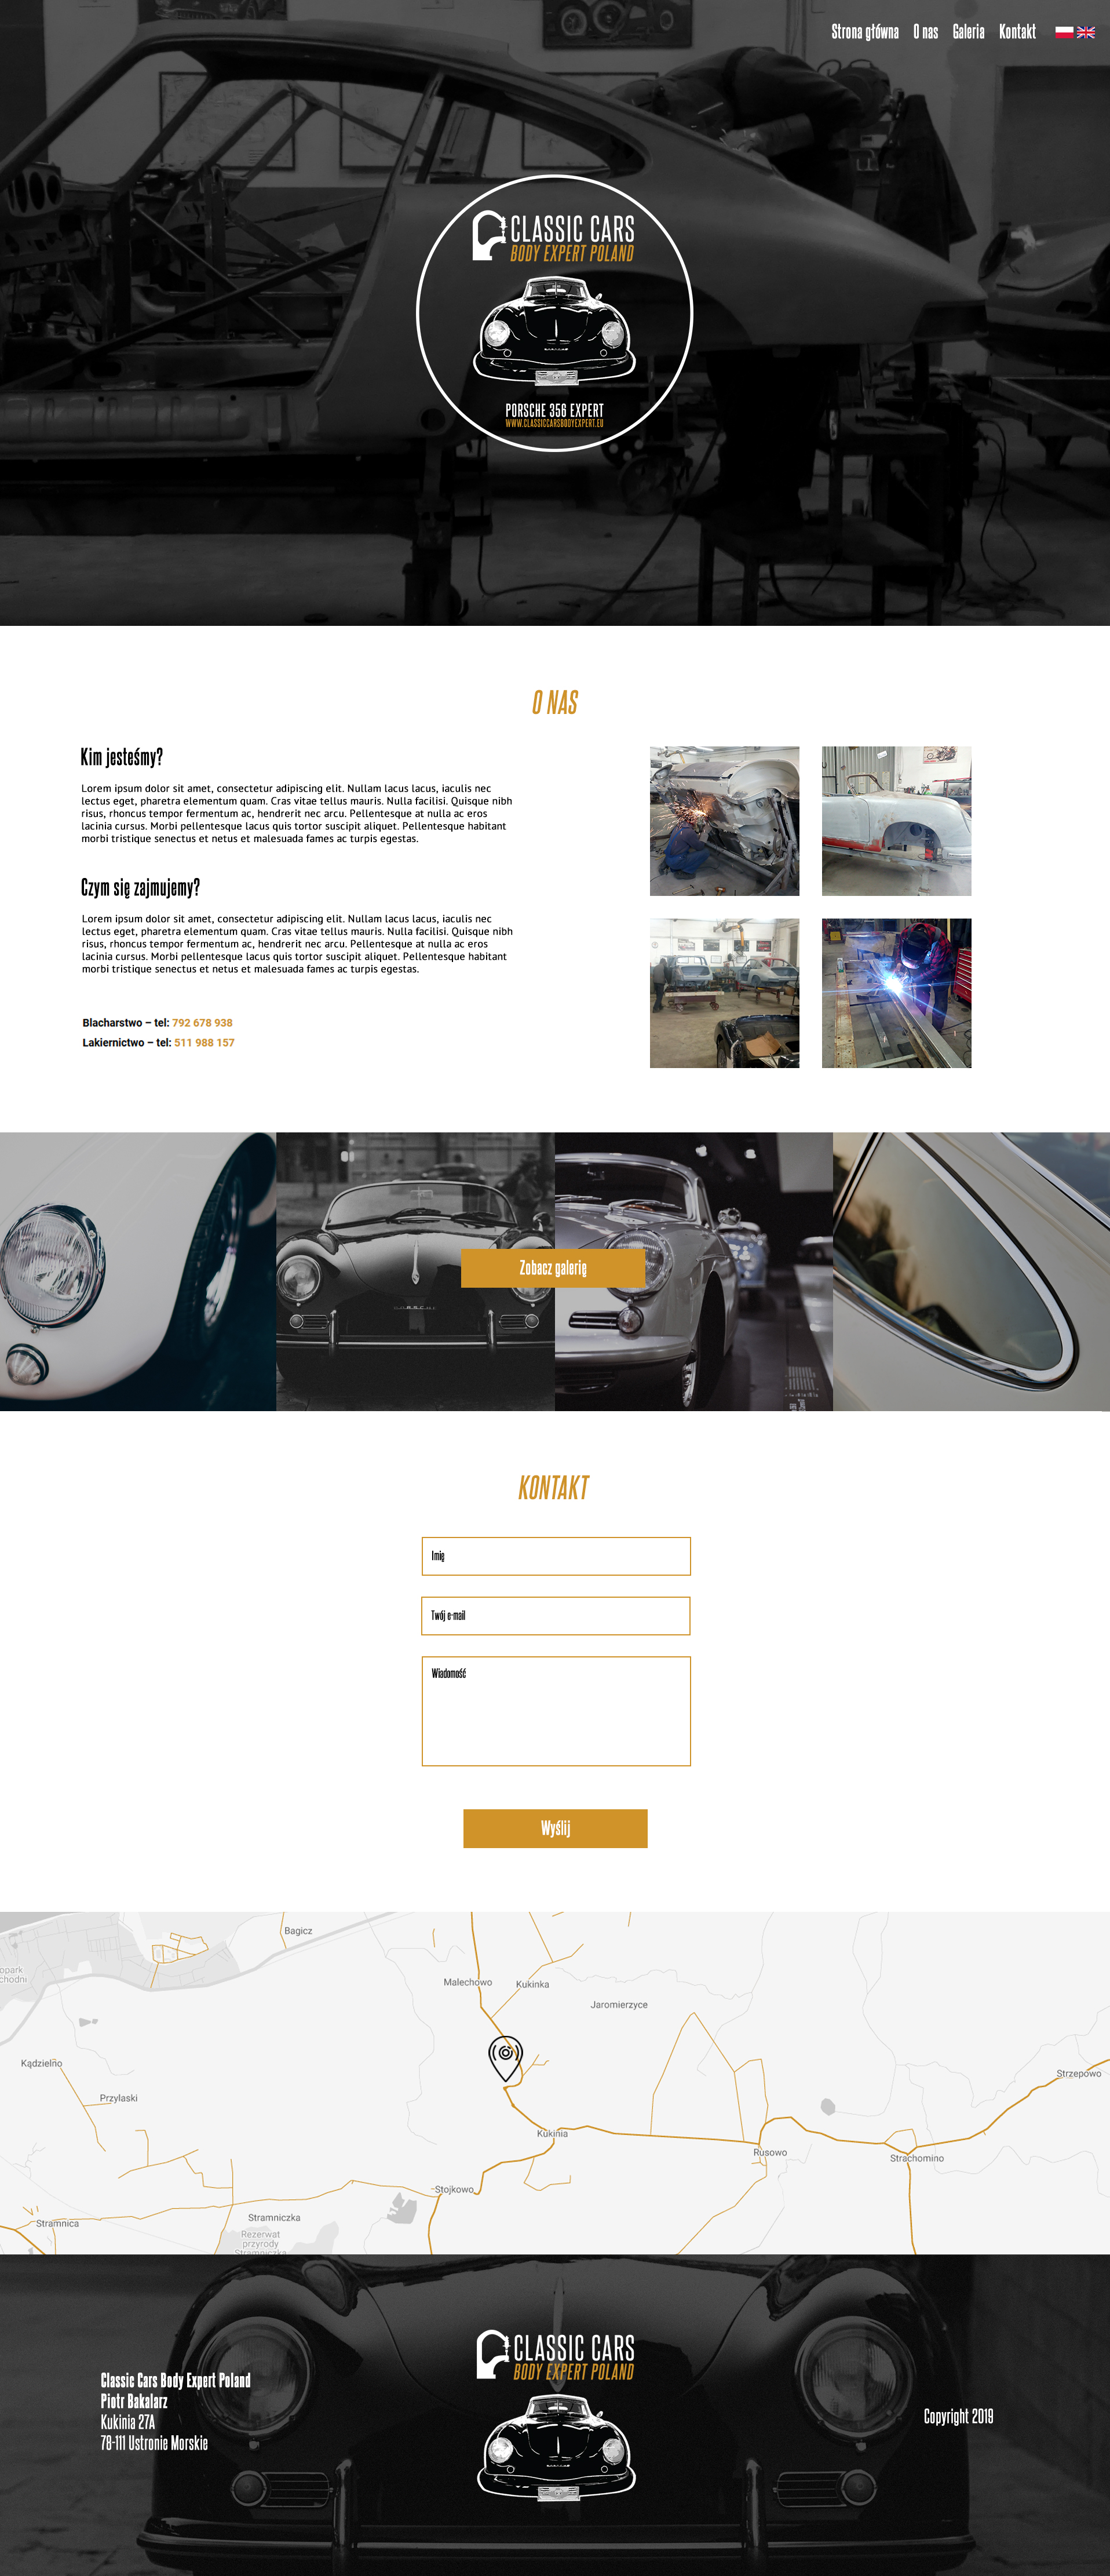 Strona główna O nas Galeria Kontakt
CLASSIC CARS
BODY EXPERT POLAND
PORSCHE 356 EXPERT
WWW.CLASSICCARSBODYEXPERT.EU
O NAS
Kim jesteśmy?
Lorem ipsum dolor sit amet, consectetur adipiscing elit. Nullam lacus lacus, iaculis nec
lectus eget, pharetra elementum quam. Cras vitae tellus mauris. Nulla facilisi. Quisque nibh
risus, rhoncus tempor fermentum ac, hendrerit nec arcu. Pellentesque at nulla ac eros
lacinia cursus. Morbi pellentesque lacus quis tortor suscipit aliquet. Pellentesque habitant
morbi tristique senectus et netus et malesuada fames ac turpis egestas.
Czym się zajmujemy?
Lorem ipsum dolor sit amet, consectetur adipiscing elit. Nullam lacus lacus, iaculis nec
lectus eget, pharetra elementum quam. Cras vitae tellus mauris. Nulla facilisi. Quisque nibh
risus, rhoncus tempor fermentum ac, hendrerit nec arcu. Pellentesque at nulla ac eros
lacinia cursus. Morbi pellentesque lacus quis tortor suscipit aliquet. Pellentesque habitant
morbi tristique senectus et netus et malesuada fames ac turpis egestas.
Blacharstwo – tel: 792 678 938
Lakiernictwo – tel: 511 988 157
Zobacz galerię
KONTAKT
Imię
Twój e-mail
Wiadomość
Wyślij
Bagicz
opark
chodni
Malechowo
Kukinka
Jaromierzyce
Kądzielno
Strzepowo
Przylaski
Kukinia
Rusowo
Strachomino
Stojkowo
Stramniczka
Stramnica
Rezerwat
przyrody
Stramniczka
CLASSIC CARS
BODY EXPERT POLAND
Classic Cars Body Expert Poland
Piotr Bakalarz
Kukinia 27A
78-111 Ustronie Morskie
Copyright 2019